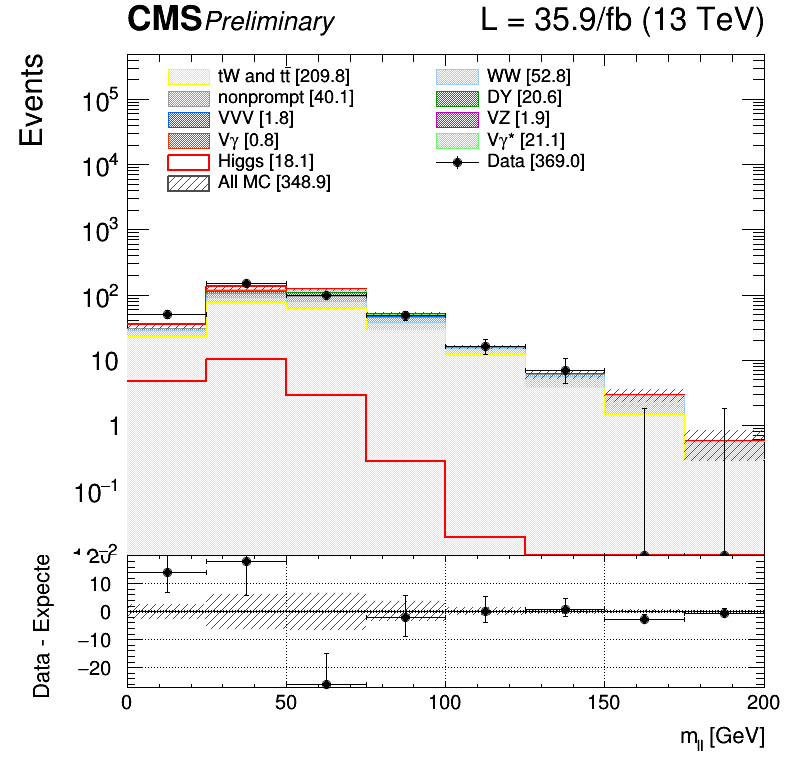 CMS Preliminary L = 35.9/fb (13 TeV)
Events
tW and tt̄ [209.8] WW [52.8]
nonprompt [40.1] DY [20.6]
VVV [1.8] VZ [1.9]
Vγ [0.8] Vγ* [21.1]
Higgs [18.1] Data [369.0]
All MC [348.9]
10⁵
10⁴
10³
10²
10
1
10⁻¹
Data - Expecte
20
10
0
−10
−20
0 50 100 150 200
m_ll [GeV]